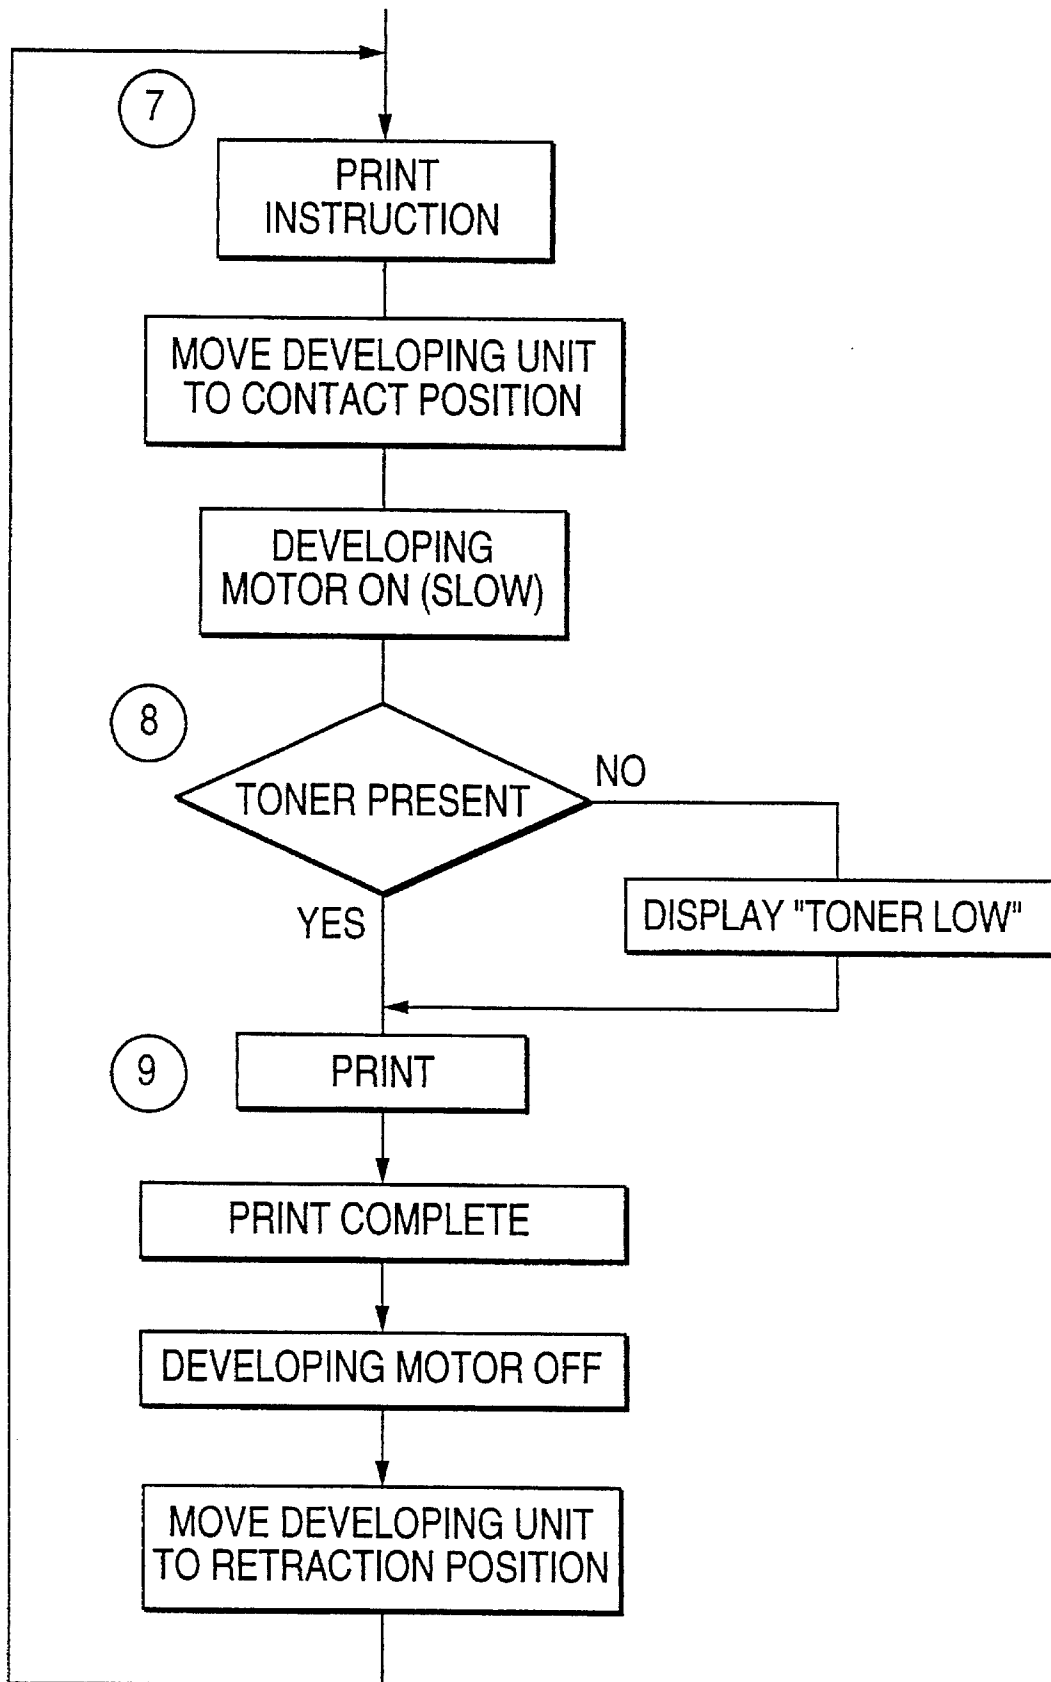 7
PRINT
INSTRUCTION
MOVE DEVELOPING UNIT
TO CONTACT POSITION
DEVELOPING
MOTOR ON (SLOW)
8
TONER PRESENT
NO
YES
DISPLAY "TONER LOW"
9
PRINT
PRINT COMPLETE
DEVELOPING MOTOR OFF
MOVE DEVELOPING UNIT
TO RETRACTION POSITION